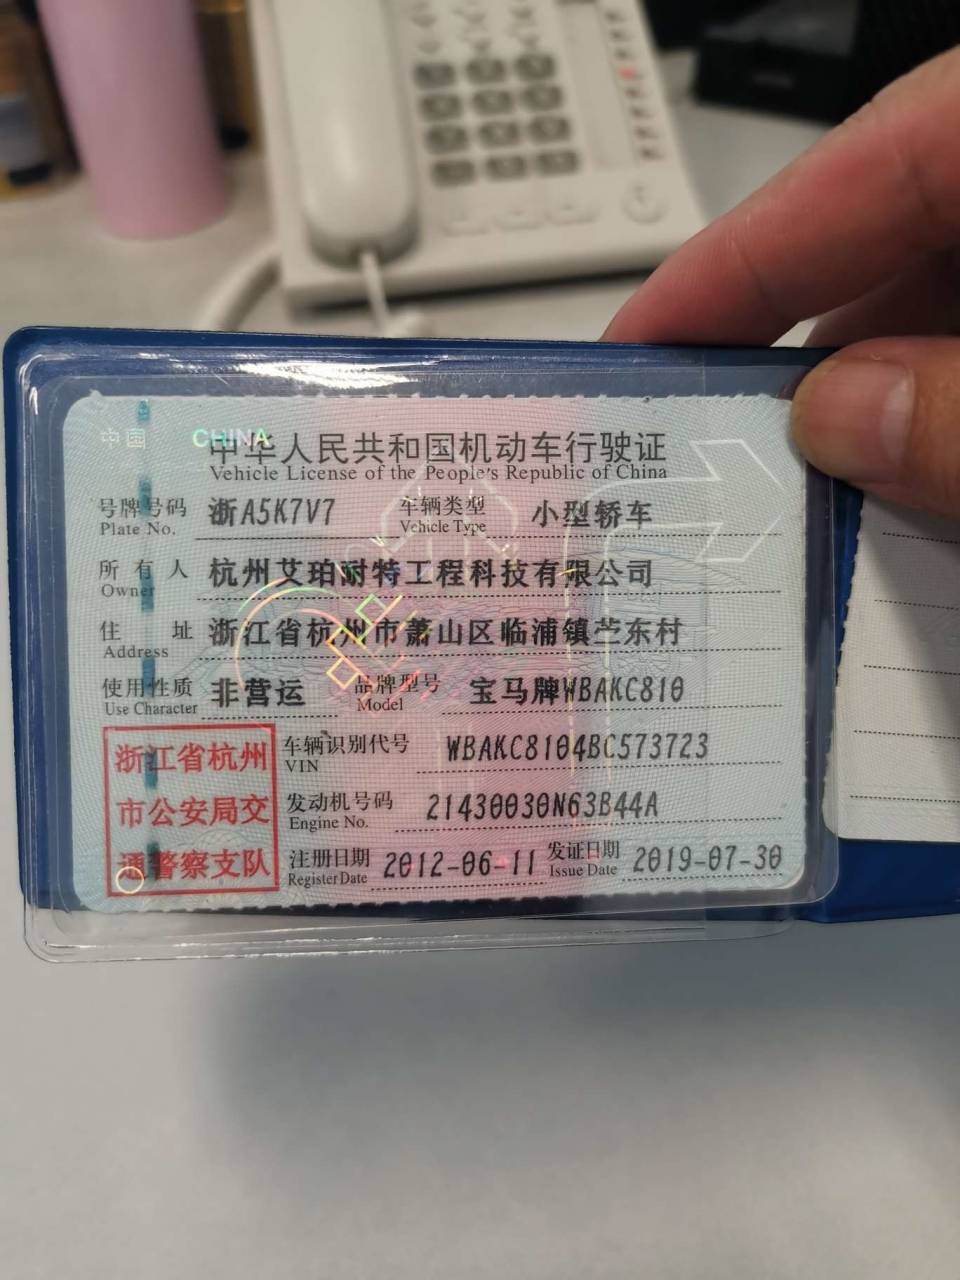 中国 CHINA
中华人民共和国机动车行驶证
Vehicle License of the People's Republic of China
号牌号码 浙A5K7V7 车辆类型 小型轿车
Plate No. Vehicle Type
所有人 杭州艾珀耐特工程科技有限公司
Owner
住址 浙江省杭州市萧山区临浦镇苎东村
Address
使用性质 非营运 品牌型号 宝马牌WBAKC810
Use Character Model
浙江省杭州
市公安局交
通警察支队
车辆识别代号 WBAKC8104BC573723
VIN
发动机号码 21430030N63B44A
Engine No.
注册日期 2012-06-11 发证日期 2019-07-30
Register Date Issue Date